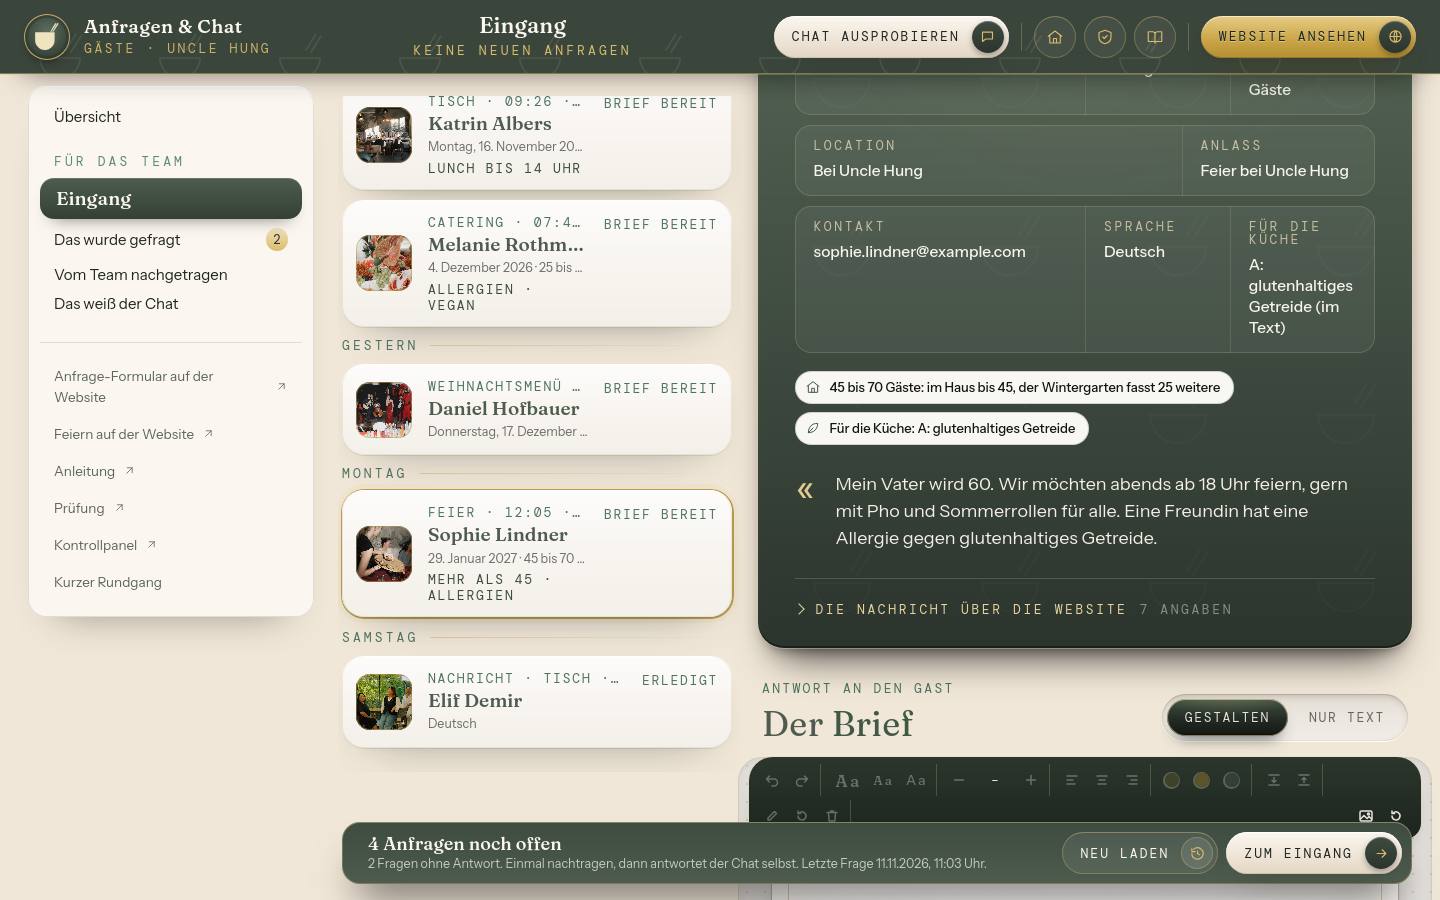 Anfragen & Chat
GÄSTE · UNCLE HUNG
Eingang
KEINE NEUEN ANFRAGEN
CHAT AUSPROBIEREN
WEBSITE ANSEHEN
Übersicht
FÜR DAS TEAM
Eingang
Das wurde gefragt
2
Vom Team nachgetragen
Das weiß der Chat
Anfrage-Formular auf der
Website
Feiern auf der Website
Anleitung
Prüfung
Kontrollpanel
Kurzer Rundgang
TISCH · 09:26 ·…
BRIEF BEREIT
Katrin Albers
Montag, 16. November 20…
LUNCH BIS 14 UHR
CATERING · 07:4…
BRIEF BEREIT
Melanie Rothm…
4. Dezember 2026 · 25 bis …
ALLERGIEN ·
VEGAN
GESTERN
WEIHNACHTSMENÜ …
BRIEF BEREIT
Daniel Hofbauer
Donnerstag, 17. Dezember …
MONTAG
FEIER · 12:05 ·…
BRIEF BEREIT
Sophie Lindner
29. Januar 2027 · 45 bis 70 …
MEHR ALS 45 ·
ALLERGIEN
SAMSTAG
NACHRICHT · TISCH ·…
ERLEDIGT
Elif Demir
Deutsch
Gäste
LOCATION
Bei Uncle Hung
ANLASS
Feier bei Uncle Hung
KONTAKT
sophie.lindner@example.com
SPRACHE
Deutsch
FÜR DIE
KÜCHE
A:
glutenhaltiges
Getreide (im
Text)
45 bis 70 Gäste: im Haus bis 45, der Wintergarten fasst 25 weitere
Für die Küche: A: glutenhaltiges Getreide
« Mein Vater wird 60. Wir möchten abends ab 18 Uhr feiern, gern
mit Pho und Sommerrollen für alle. Eine Freundin hat eine
Allergie gegen glutenhaltiges Getreide.
DIE NACHRICHT ÜBER DIE WEBSITE 7 ANGABEN
ANTWORT AN DEN GAST
Der Brief
GESTALTEN
NUR TEXT
Aa Aa Aa
4 Anfragen noch offen
2 Fragen ohne Antwort. Einmal nachtragen, dann antwortet der Chat selbst. Letzte Frage 11.11.2026, 11:03 Uhr.
NEU LADEN
ZUM EINGANG